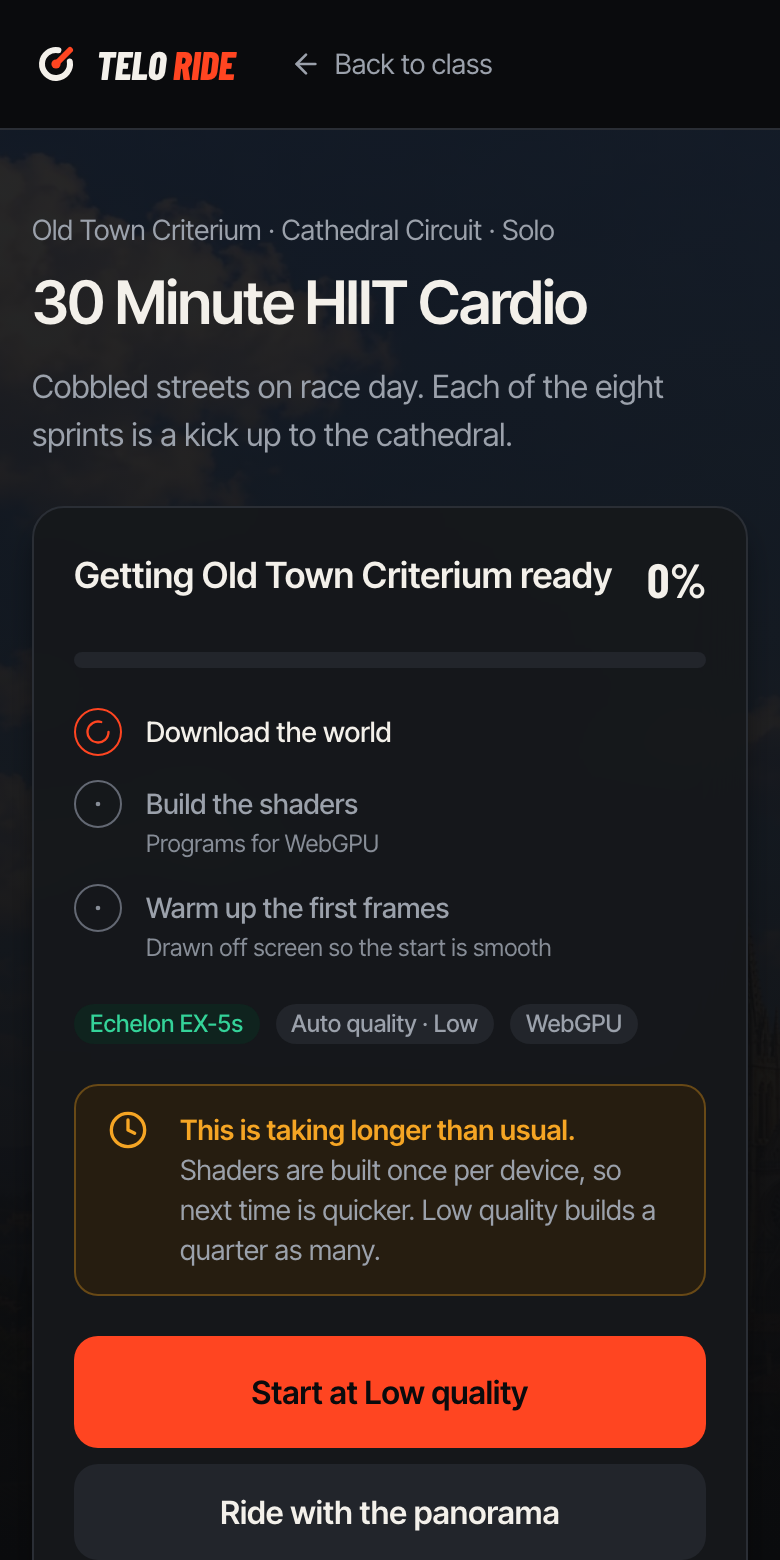 TELO RIDE
Back to class
Old Town Criterium · Cathedral Circuit · Solo
30 Minute HIIT Cardio
Cobbled streets on race day. Each of the eight
sprints is a kick up to the cathedral.
Getting Old Town Criterium ready
0%
Download the world
Build the shaders
Programs for WebGPU
Warm up the first frames
Drawn off screen so the start is smooth
Echelon EX-5s
Auto quality · Low
WebGPU
This is taking longer than usual.
Shaders are built once per device, so
next time is quicker. Low quality builds a
quarter as many.
Start at Low quality
Ride with the panorama